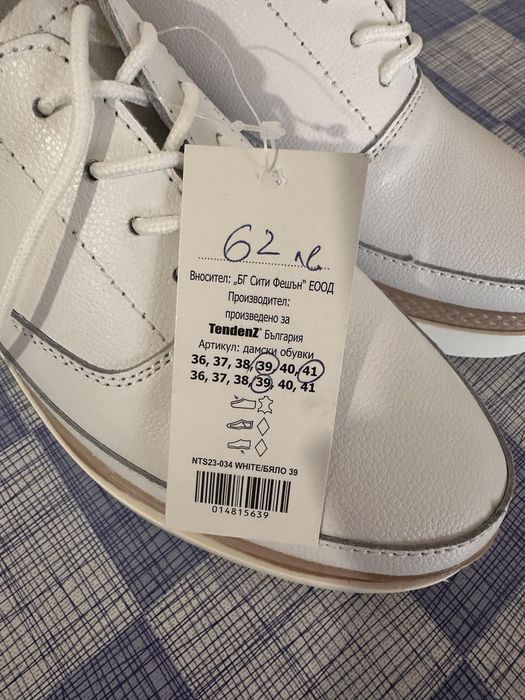 62 лв.
Вносител: „БГ Сити Фешън" ЕООД
Производител:
произведено за
TendenZ® България
Артикул: дамски обувки
36, 37, 38, 39, 40, 41
36, 37, 38, 39, 40, 41
NTS23-034 WHITE/БЯЛО 39
014815639